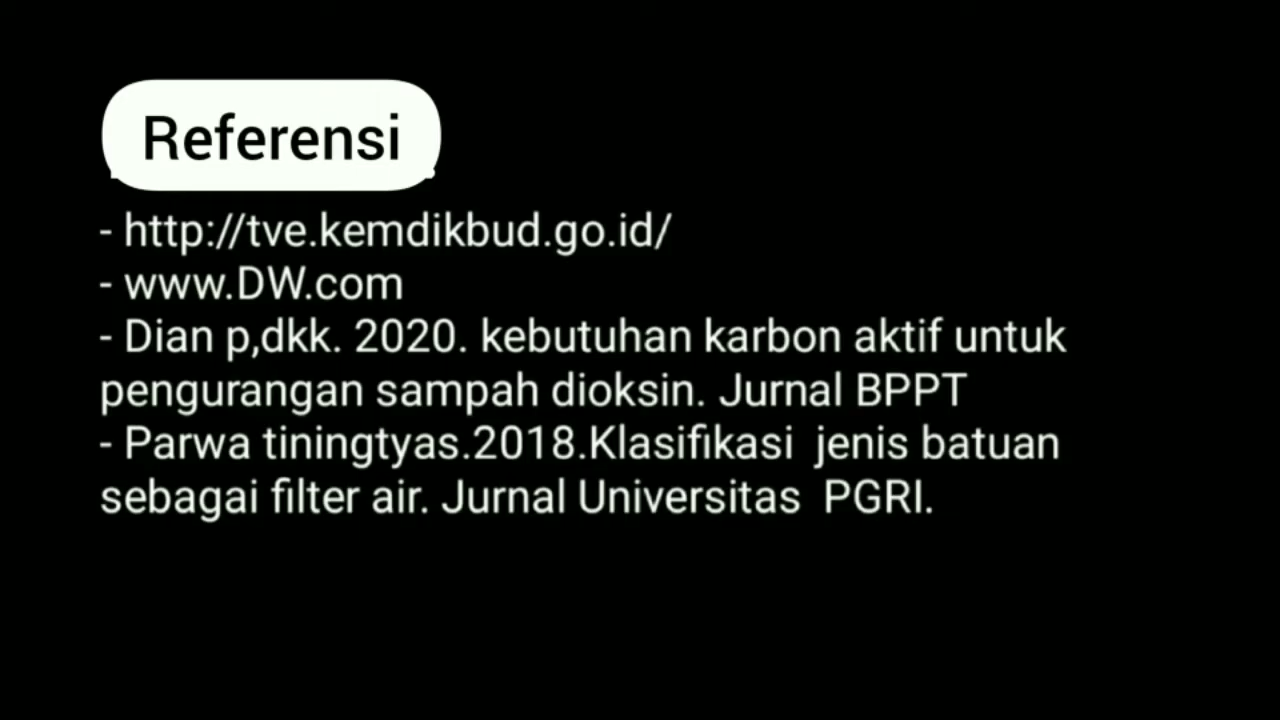 Referensi
- http://tve.kemdikbud.go.id/
- www.DW.com
- Dian p,dkk. 2020. kebutuhan karbon aktif untuk
pengurangan sampah dioksin. Jurnal BPPT
- Parwa tiningtyas.2018.Klasifikasi  jenis batuan
sebagai filter air. Jurnal Universitas  PGRI.